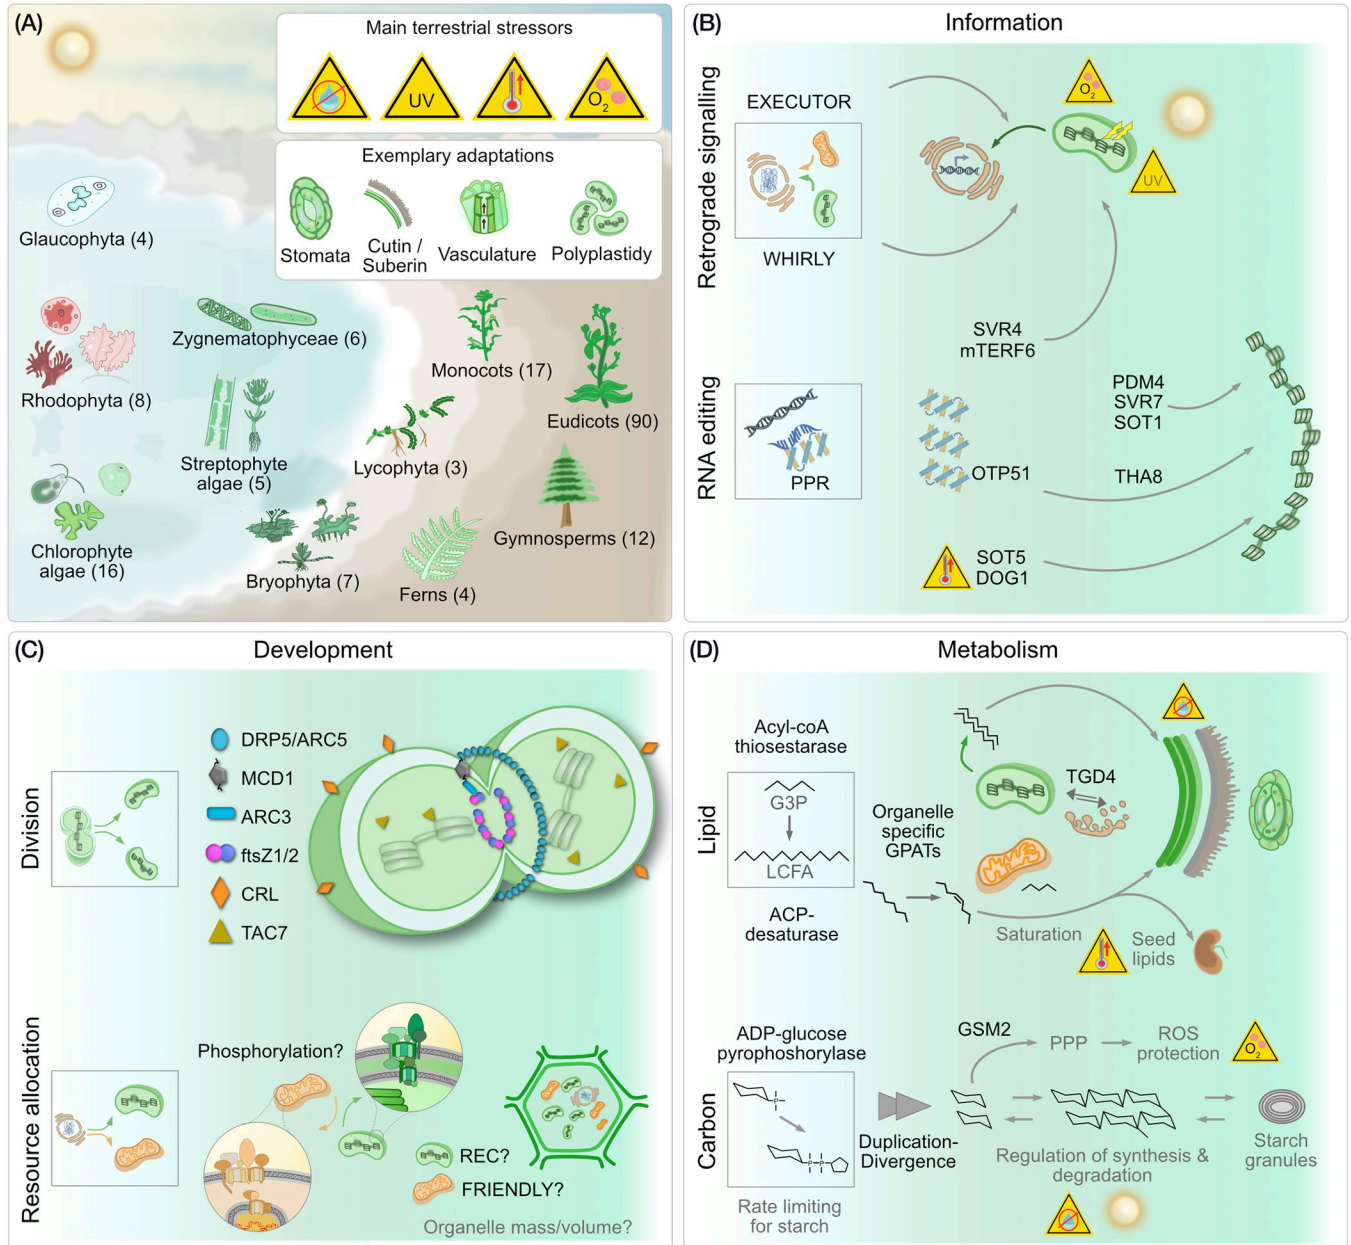 (A)
Main terrestrial stressors
UV
O2
Exemplary adaptations
Stomata
Cutin /
Suberin
Vasculature
Polyplastidy
Glaucophyta (4)
Rhodophyta (8)
Zygnematophyceae (6)
Streptophyte
algae (5)
Chlorophyte
algae (16)
Bryophyta (7)
Lycophyta (3)
Ferns (4)
Monocots (17)
Eudicots (90)
Gymnosperms (12)
(B)
Information
Retrograde signalling
EXECUTOR
WHIRLY
O2
UV
SVR4
mTERF6
RNA editing
PPR
OTP51
PDM4
SVR7
SOT1
THA8
SOT5
DOG1
(C)
Development
Division
DRP5/ARC5
MCD1
ARC3
ftsZ1/2
CRL
TAC7
Resource allocation
Phosphorylation?
REC?
FRIENDLY?
Organelle mass/volume?
(D)
Metabolism
Lipid
Acyl-coA
thiosestarase
G3P
LCFA
ACP-
desaturase
Organelle
specific
GPATs
TGD4
Saturation
Seed
lipids
Carbon
ADP-glucose
pyrophoshorylase
P
P
P
Rate limiting
for starch
Duplication-
Divergence
GSM2
PPP
ROS
protection
O2
Regulation of synthesis &
degradation
Starch
granules